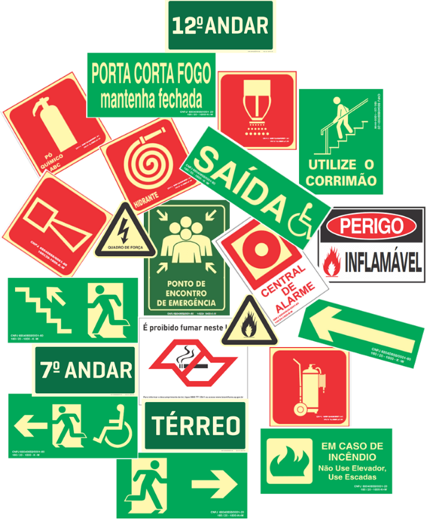 12º ANDAR
PORTA CORTA FOGO
mantenha fechada
PÓ
QUÍMICO
ABC
HIDRANTE
UTILIZE O
CORRIMÃO
SAÍDA
QUADRO DE FORÇA
PONTO DE
ENCONTRO
DE EMERGÊNCIA
CENTRAL
DE
ALARME
PERIGO
INFLAMÁVEL
É proibido fumar neste
7º ANDAR
TÉRREO
EM CASO DE
INCÊNDIO
Não Use Elevador,
Use Escadas